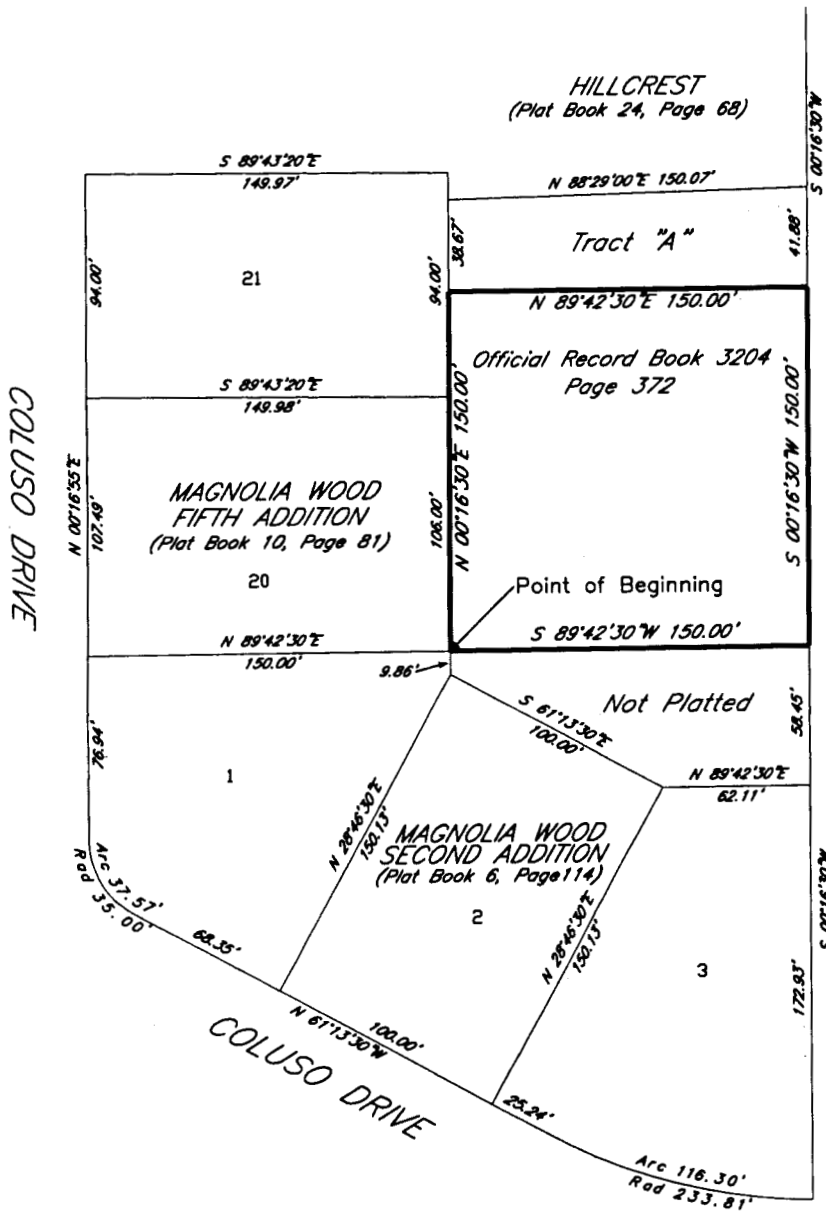 HILLCREST
(Plat Book 24, Page 68)
S 00°16'30"W
S 89°43'20"E
149.97'
N 88°29'00"E 150.07'
38.67'
Tract "A"
41.88'
94.00'
21
94.00'
N 89°42'30"E 150.00'
Official Record Book 3204
Page 372
S 89°43'20"E
149.98'
COLUSO DRIVE
N 00°16'55"E
107.49'
MAGNOLIA WOOD
FIFTH ADDITION
(Plat Book 10, Page 81)
20
106.00'
N 00°16'30"E 150.00'
S 00°16'30"W 150.00'
Point of Beginning
S 89°42'30"W 150.00'
N 89°42'30"E
150.00'
9.86'
Not Platted
58.45'
S 61°13'30"E
100.00'
N 89°42'30"E
62.11'
76.94'
1
N 28°46'30"E
150.13'
MAGNOLIA WOOD
SECOND ADDITION
(Plat Book 6, Page114)
2
N 28°46'30"E
150.13'
3
S 00°16'30"W
172.93'
Arc 37.57'
Rad 35.00'
68.35'
N 61°13'30"W
100.00'
COLUSO DRIVE
25.24'
Arc 116.30'
Rad 233.81'